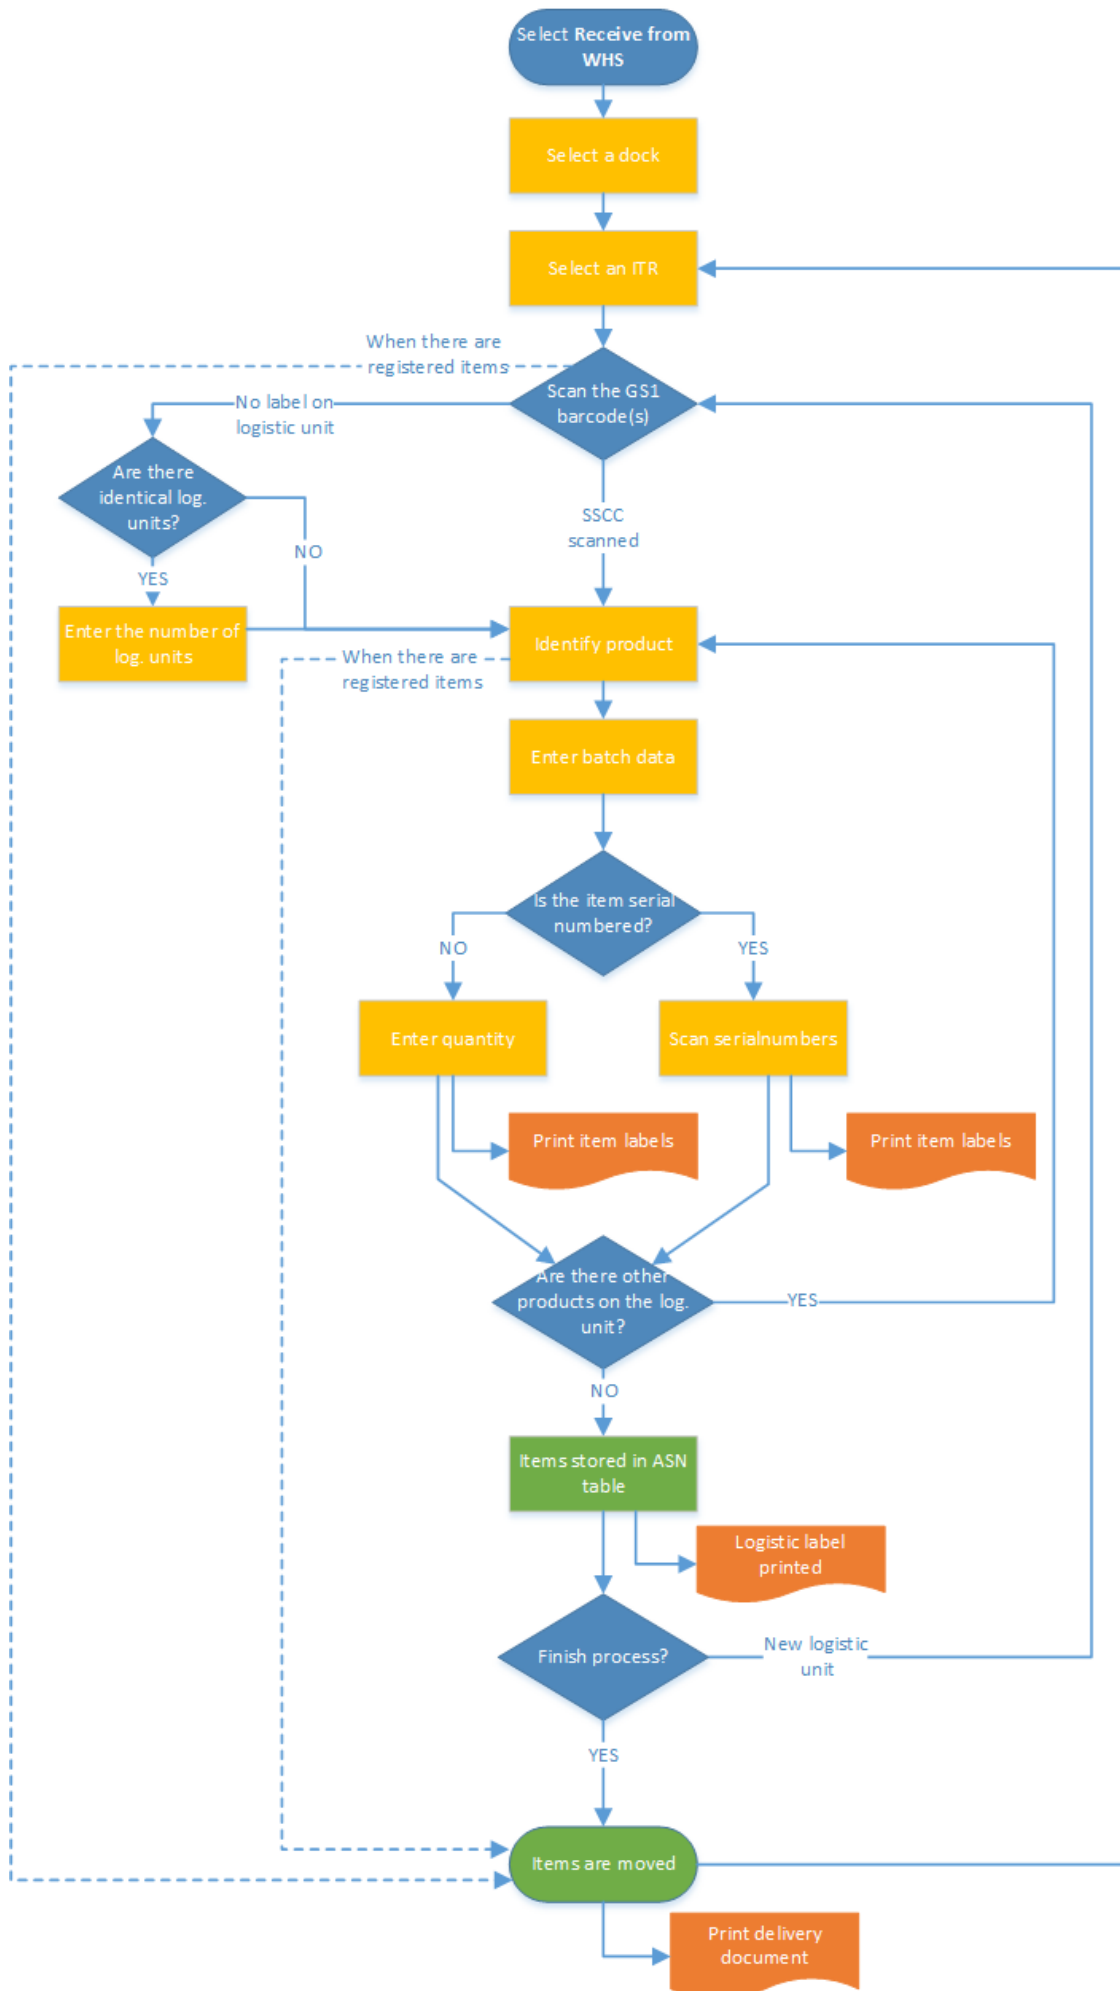 Select Receive from
WHS
Select a dock
Select an ITR
When there are
registered items
Scan the GS1
barcode(s)
No label on
logistic unit
Are there
identical log.
units?
NO
SSCC
scanned
YES
Enter the number of
log. units
Identify product
When there are
registered items
Enter batch data
Is the item serial
numbered?
NO
YES
Enter quantity
Scan serialnumbers
Print item labels
Print item labels
Are there other
products on the log.
unit?
YES
NO
Items stored in ASN
table
Logistic label
printed
Finish process?
New logistic
unit
YES
Items are moved
Print delivery
document